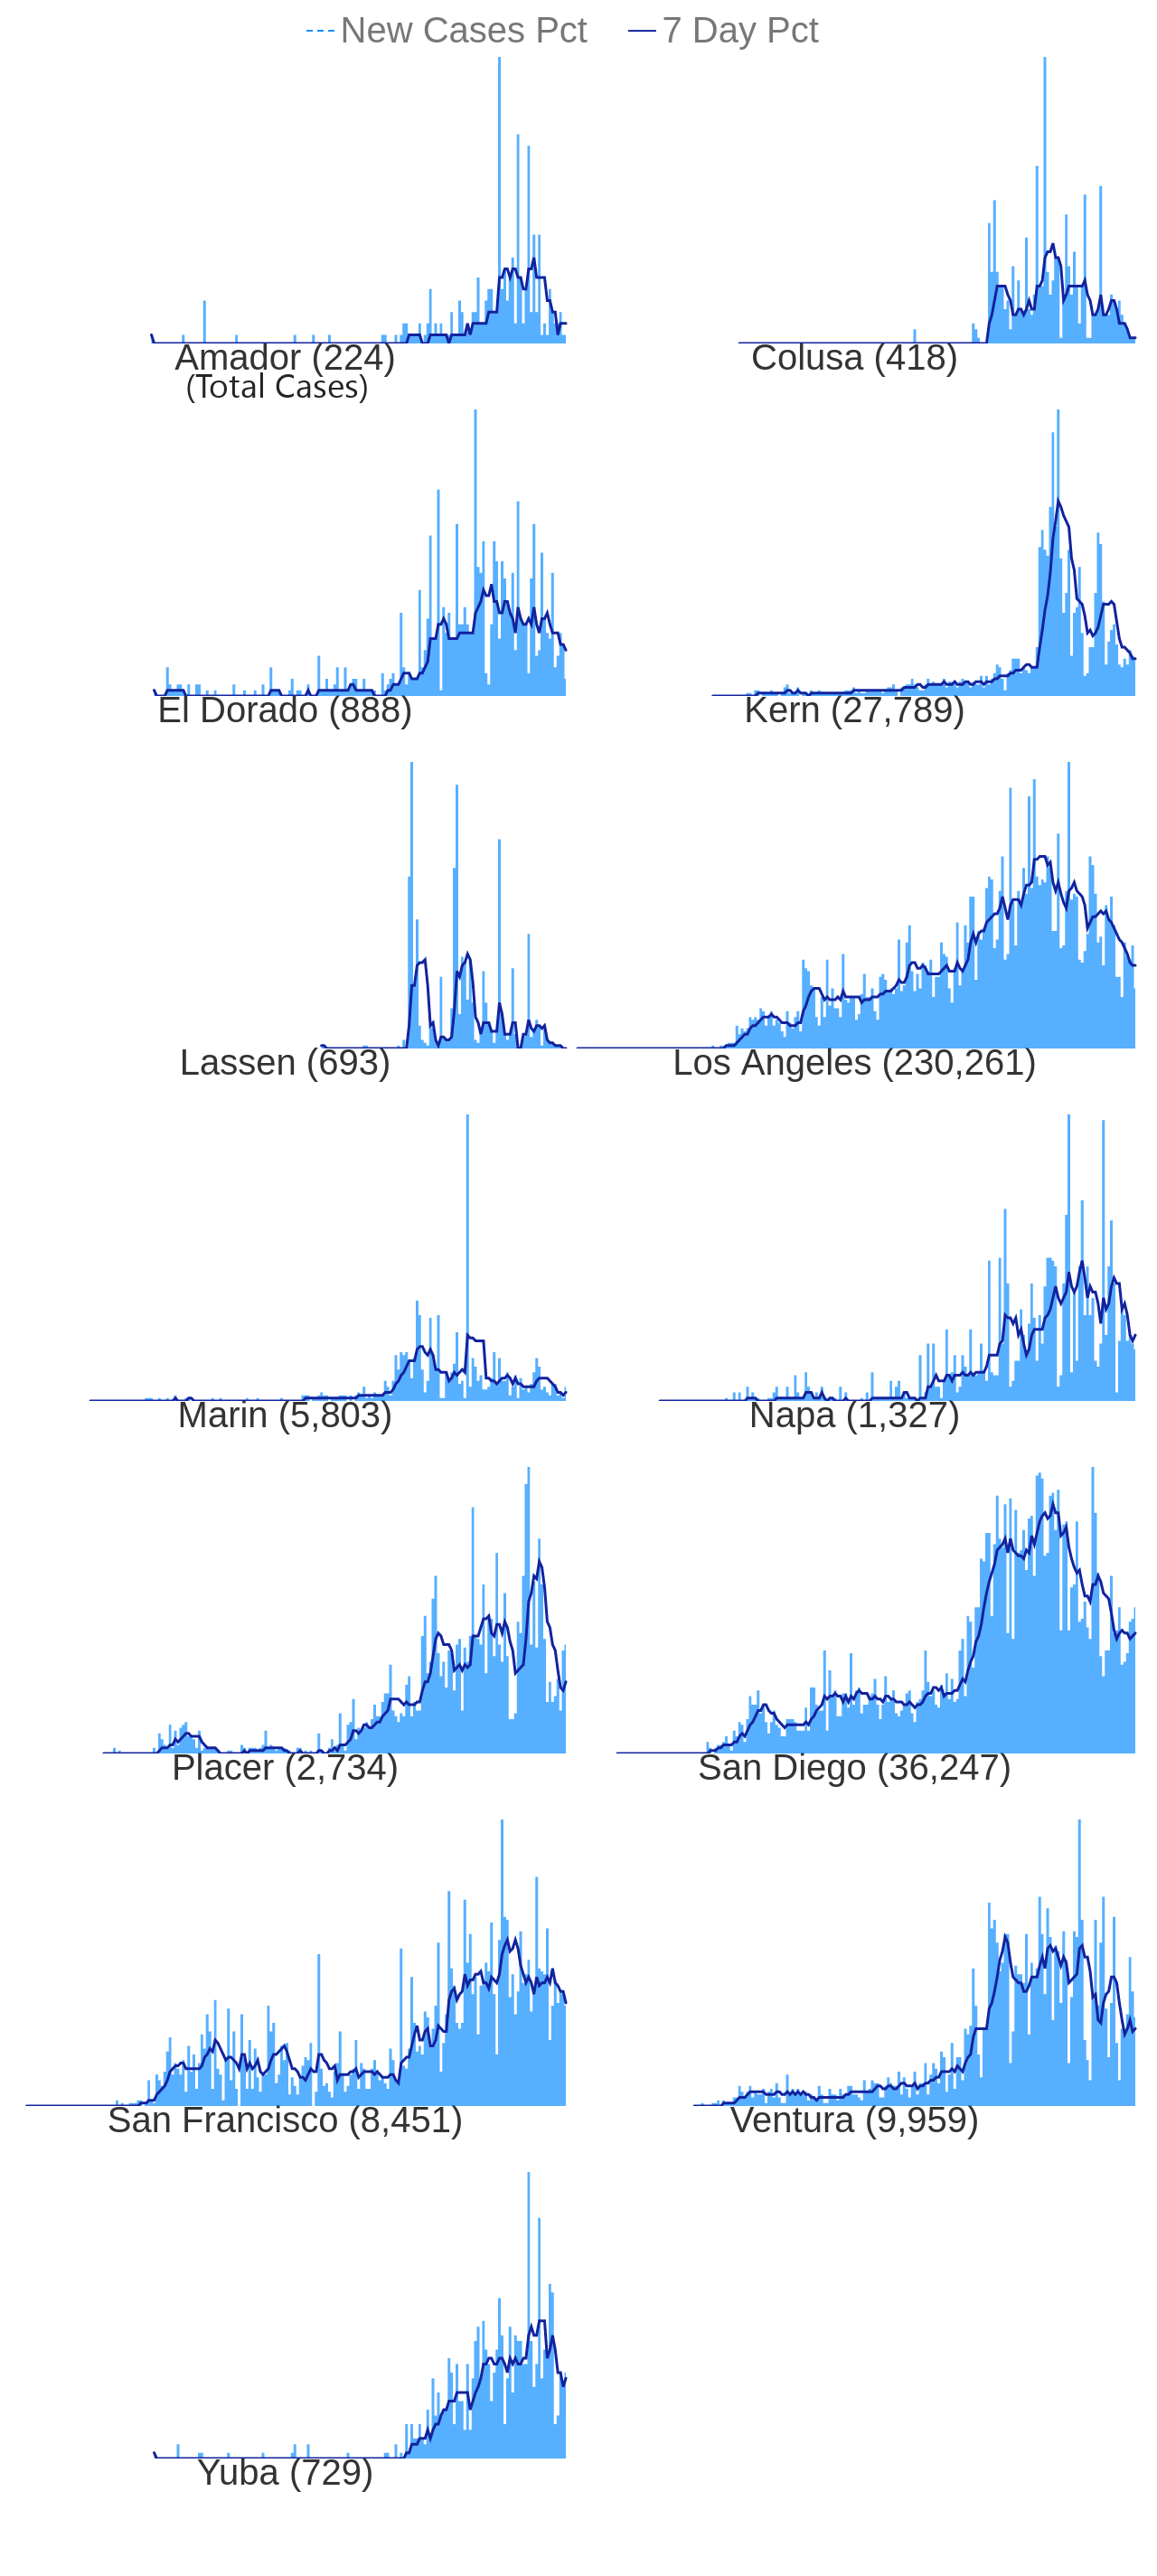 New Cases Pct 7 Day Pct
Amador (224) Colusa (418)
(Total Cases)
El Dorado (888) Kern (27,789)
Lassen (693) Los Angeles (230,261)
Marin (5,803) Napa (1,327)
Placer (2,734) San Diego (36,247)
San Francisco (8,451) Ventura (9,959)
Yuba (729)